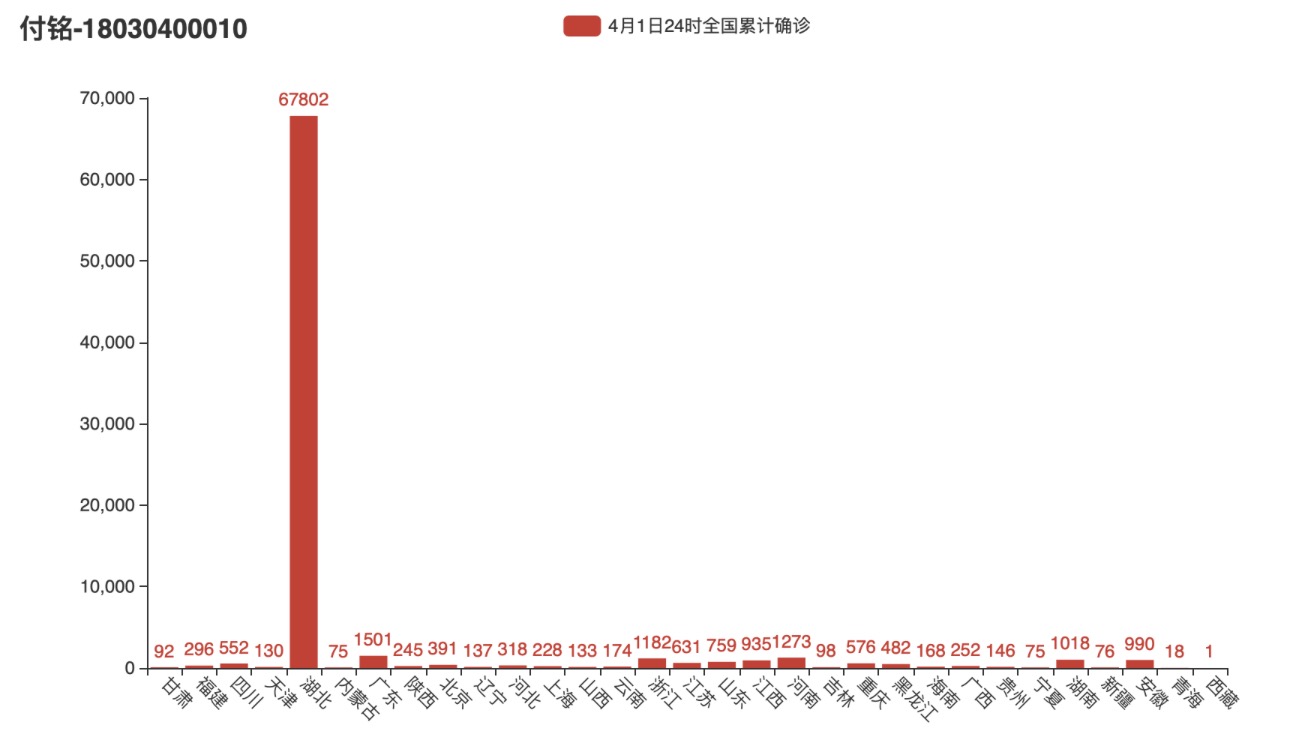 付铭-18030400010
4月1日24时全国累计确诊
70,000
60,000
50,000
40,000
30,000
20,000
10,000
0
92 296 552 130 67802 75 1501 245 391 137 318 228 133 174 1182 631 759 935 1273 98 576 482 168 252 146 75 1018 76 990 18 1
甘肃 福建 四川 天津 湖北 内蒙古 广东 陕西 北京 辽宁 河北 上海 山西 云南 浙江 江苏 山东 江西 河南 吉林 重庆 黑龙江 海南 广西 贵州 宁夏 湖南 新疆 安徽 青海 西藏